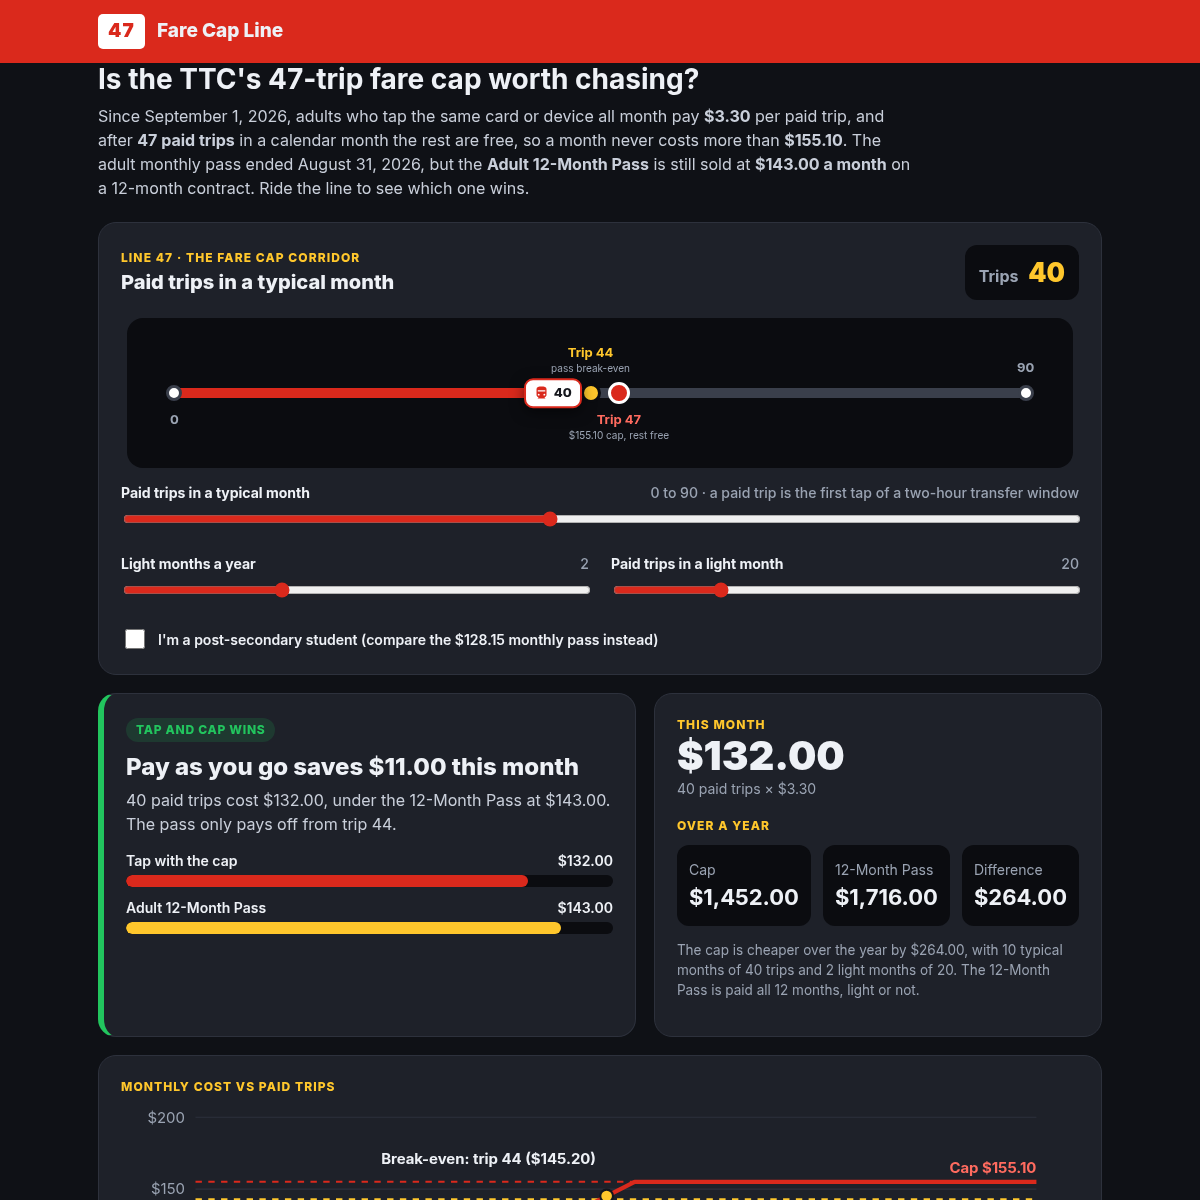 47 Fare Cap Line
Is the TTC's 47-trip fare cap worth chasing?
Since September 1, 2026, adults who tap the same card or device all month pay $3.30 per paid trip, and
after 47 paid trips in a calendar month the rest are free, so a month never costs more than $155.10. The
adult monthly pass ended August 31, 2026, but the Adult 12-Month Pass is still sold at $143.00 a month on
a 12-month contract. Ride the line to see which one wins.
LINE 47 · THE FARE CAP CORRIDOR
Paid trips in a typical month
Trips 40
Trip 44
pass break-even
90
40
0
Trip 47
$155.10 cap, rest free
Paid trips in a typical month
0 to 90 · a paid trip is the first tap of a two-hour transfer window
Light months a year
2
Paid trips in a light month
20
I'm a post-secondary student (compare the $128.15 monthly pass instead)
TAP AND CAP WINS
Pay as you go saves $11.00 this month
40 paid trips cost $132.00, under the 12-Month Pass at $143.00.
The pass only pays off from trip 44.
Tap with the cap
$132.00
Adult 12-Month Pass
$143.00
THIS MONTH
$132.00
40 paid trips × $3.30
OVER A YEAR
Cap
$1,452.00
12-Month Pass
$1,716.00
Difference
$264.00
The cap is cheaper over the year by $264.00, with 10 typical
months of 40 trips and 2 light months of 20. The 12-Month
Pass is paid all 12 months, light or not.
MONTHLY COST VS PAID TRIPS
$200
Break-even: trip 44 ($145.20)
Cap $155.10
$150